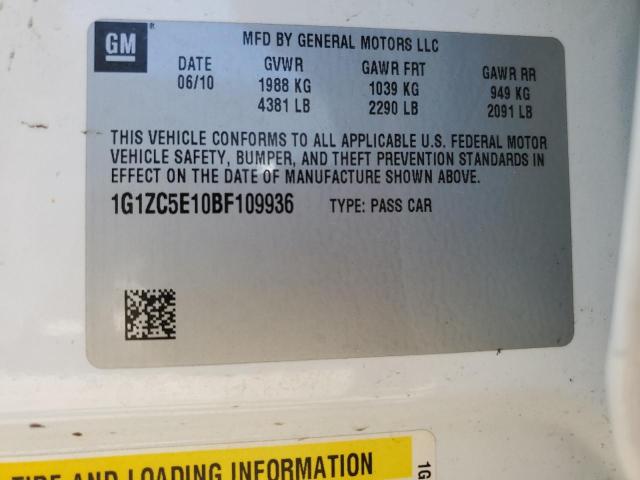 GM ®
MFD BY GENERAL MOTORS LLC
DATE GVWR GAWR FRT GAWR RR
06/10 1988 KG 1039 KG 949 KG
4381 LB 2290 LB 2091 LB
THIS VEHICLE CONFORMS TO ALL APPLICABLE U.S. FEDERAL MOTOR
VEHICLE SAFETY, BUMPER, AND THEFT PREVENTION STANDARDS IN
EFFECT ON THE DATE OF MANUFACTURE SHOWN ABOVE.
1G1ZC5E10BF109936 TYPE: PASS CAR
TIRE AND LOADING INFORMATION
1G